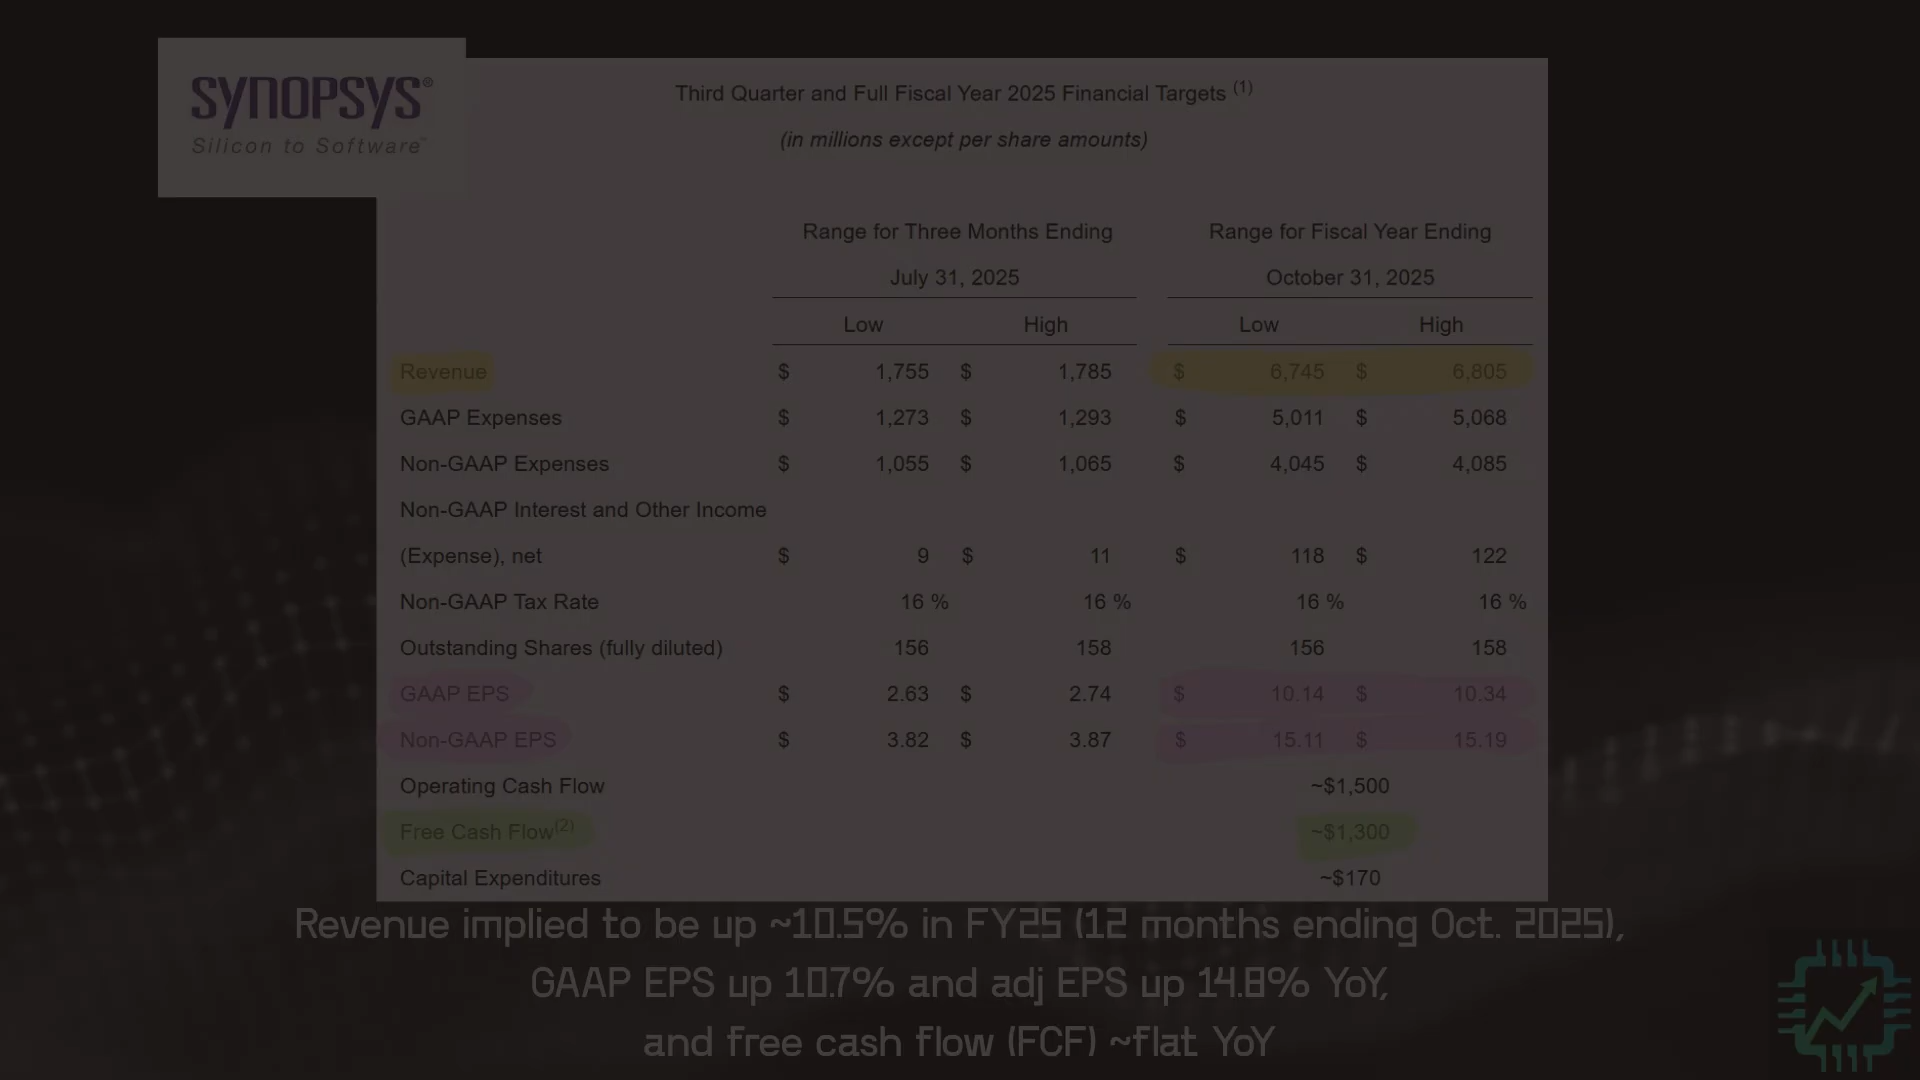 SYNOPSYS®
Silicon to Software™
Third Quarter and Full Fiscal Year 2025 Financial Targets (1)
(in millions except per share amounts)
Range for Three Months Ending Range for Fiscal Year Ending
July 31, 2025 October 31, 2025
Low High Low High
Revenue $ 1,755 $ 1,785 $ 6,745 $ 6,805
GAAP Expenses $ 1,273 $ 1,293 $ 5,011 $ 5,068
Non-GAAP Expenses $ 1,055 $ 1,065 $ 4,045 $ 4,085
Non-GAAP Interest and Other Income
(Expense), net $ 9 $ 11 $ 118 $ 122
Non-GAAP Tax Rate 16 % 16 % 16 % 16 %
Outstanding Shares (fully diluted) 156 158 156 158
GAAP EPS $ 2.63 $ 2.74 $ 10.14 $ 10.34
Non-GAAP EPS $ 3.82 $ 3.87 $ 15.11 $ 15.19
Operating Cash Flow ~$1,500
Free Cash Flow(2) ~$1,300
Capital Expenditures ~$170
Revenue implied to be up ~10.5% in FY25 (12 months ending Oct. 2025),
GAAP EPS up 10.7% and adj EPS up 14.8% YoY,
and free cash flow (FCF) ~flat YoY